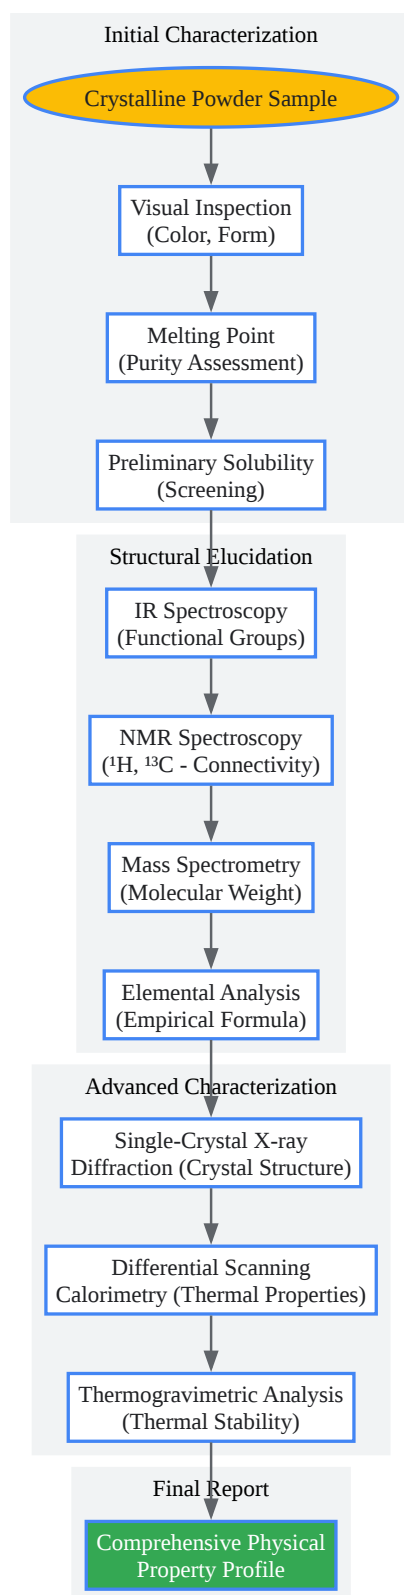 Initial Characterization
Crystalline Powder Sample
Visual Inspection
(Color, Form)
Melting Point
(Purity Assessment)
Preliminary Solubility
(Screening)
Structural Elucidation
IR Spectroscopy
(Functional Groups)
NMR Spectroscopy
(¹H, ¹³C - Connectivity)
Mass Spectrometry
(Molecular Weight)
Elemental Analysis
(Empirical Formula)
Advanced Characterization
Single-Crystal X-ray
Diffraction (Crystal Structure)
Differential Scanning
Calorimetry (Thermal Properties)
Thermogravimetric Analysis
(Thermal Stability)
Final Report
Comprehensive Physical
Property Profile